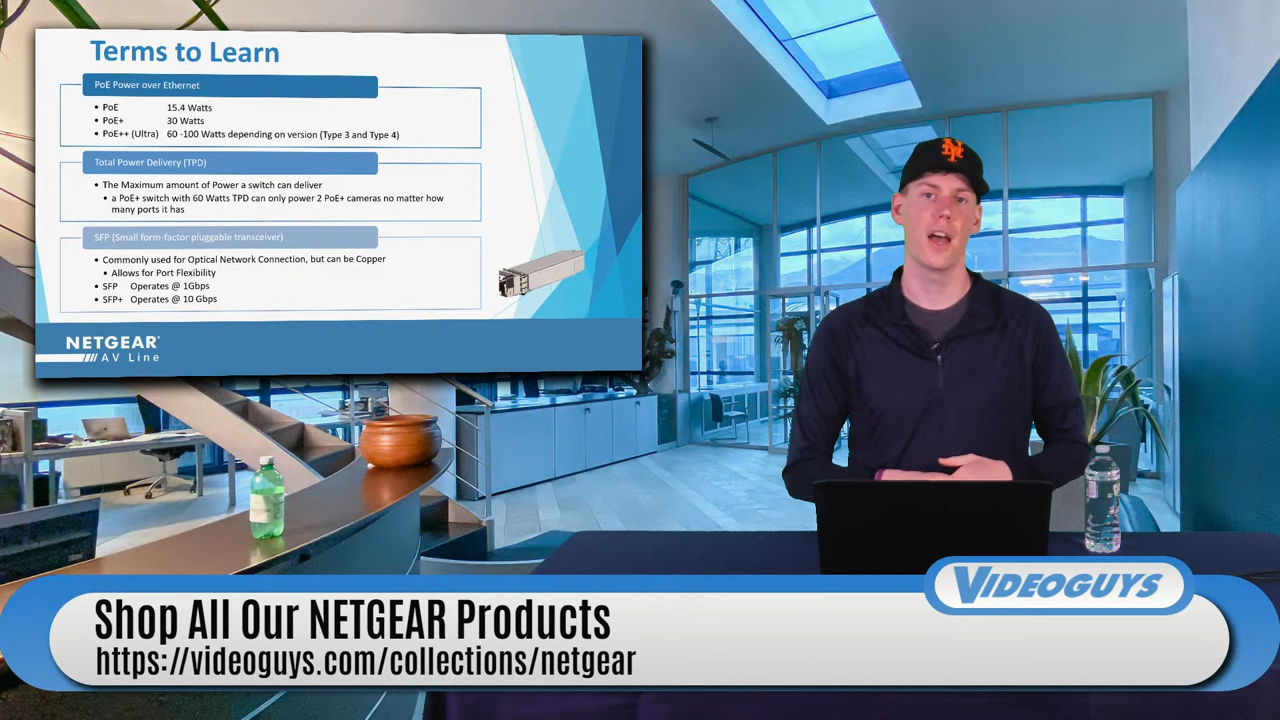 Terms to Learn
PoE Power over Ethernet
• PoE 15.4 Watts
• PoE+ 30 Watts
• PoE++ (Ultra) 60 -100 Watts depending on version (Type 3 and Type 4)
Total Power Delivery (TPD)
• The Maximum amount of Power a switch can deliver
• a PoE+ switch with 60 Watts TPD can only power 2 PoE+ cameras no matter how
many ports it has
SFP (Small form-factor pluggable transceiver)
• Commonly used for Optical Network Connection, but can be Copper
• Allows for Port Flexibility
• SFP Operates @ 1Gbps
• SFP+ Operates @ 10 Gbps
NETGEAR®
AV Line
NY
VIDEOGUYS
Shop All Our NETGEAR Products
https://videoguys.com/collections/netgear